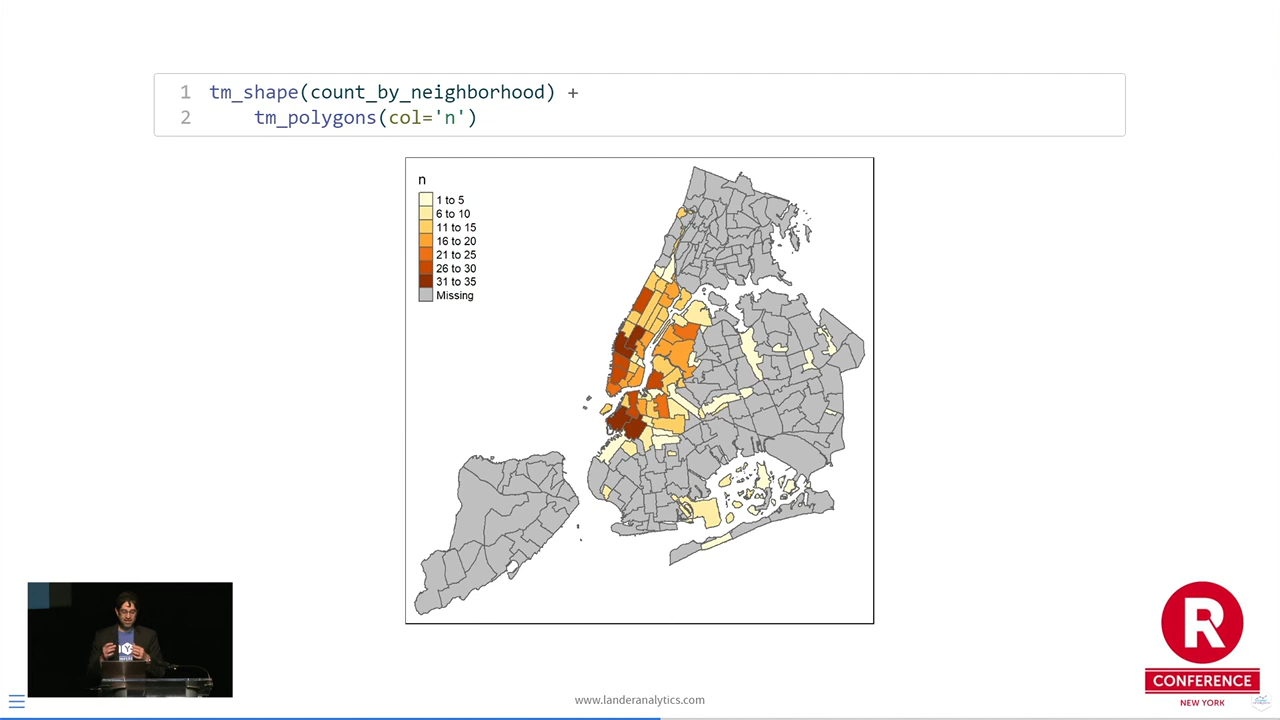 1 tm_shape(count_by_neighborhood) +
2 tm_polygons(col='n')
n
1 to 5
6 to 10
11 to 15
16 to 20
21 to 25
26 to 30
31 to 35
Missing
www.landeranalytics.com
R
CONFERENCE
NEW YORK